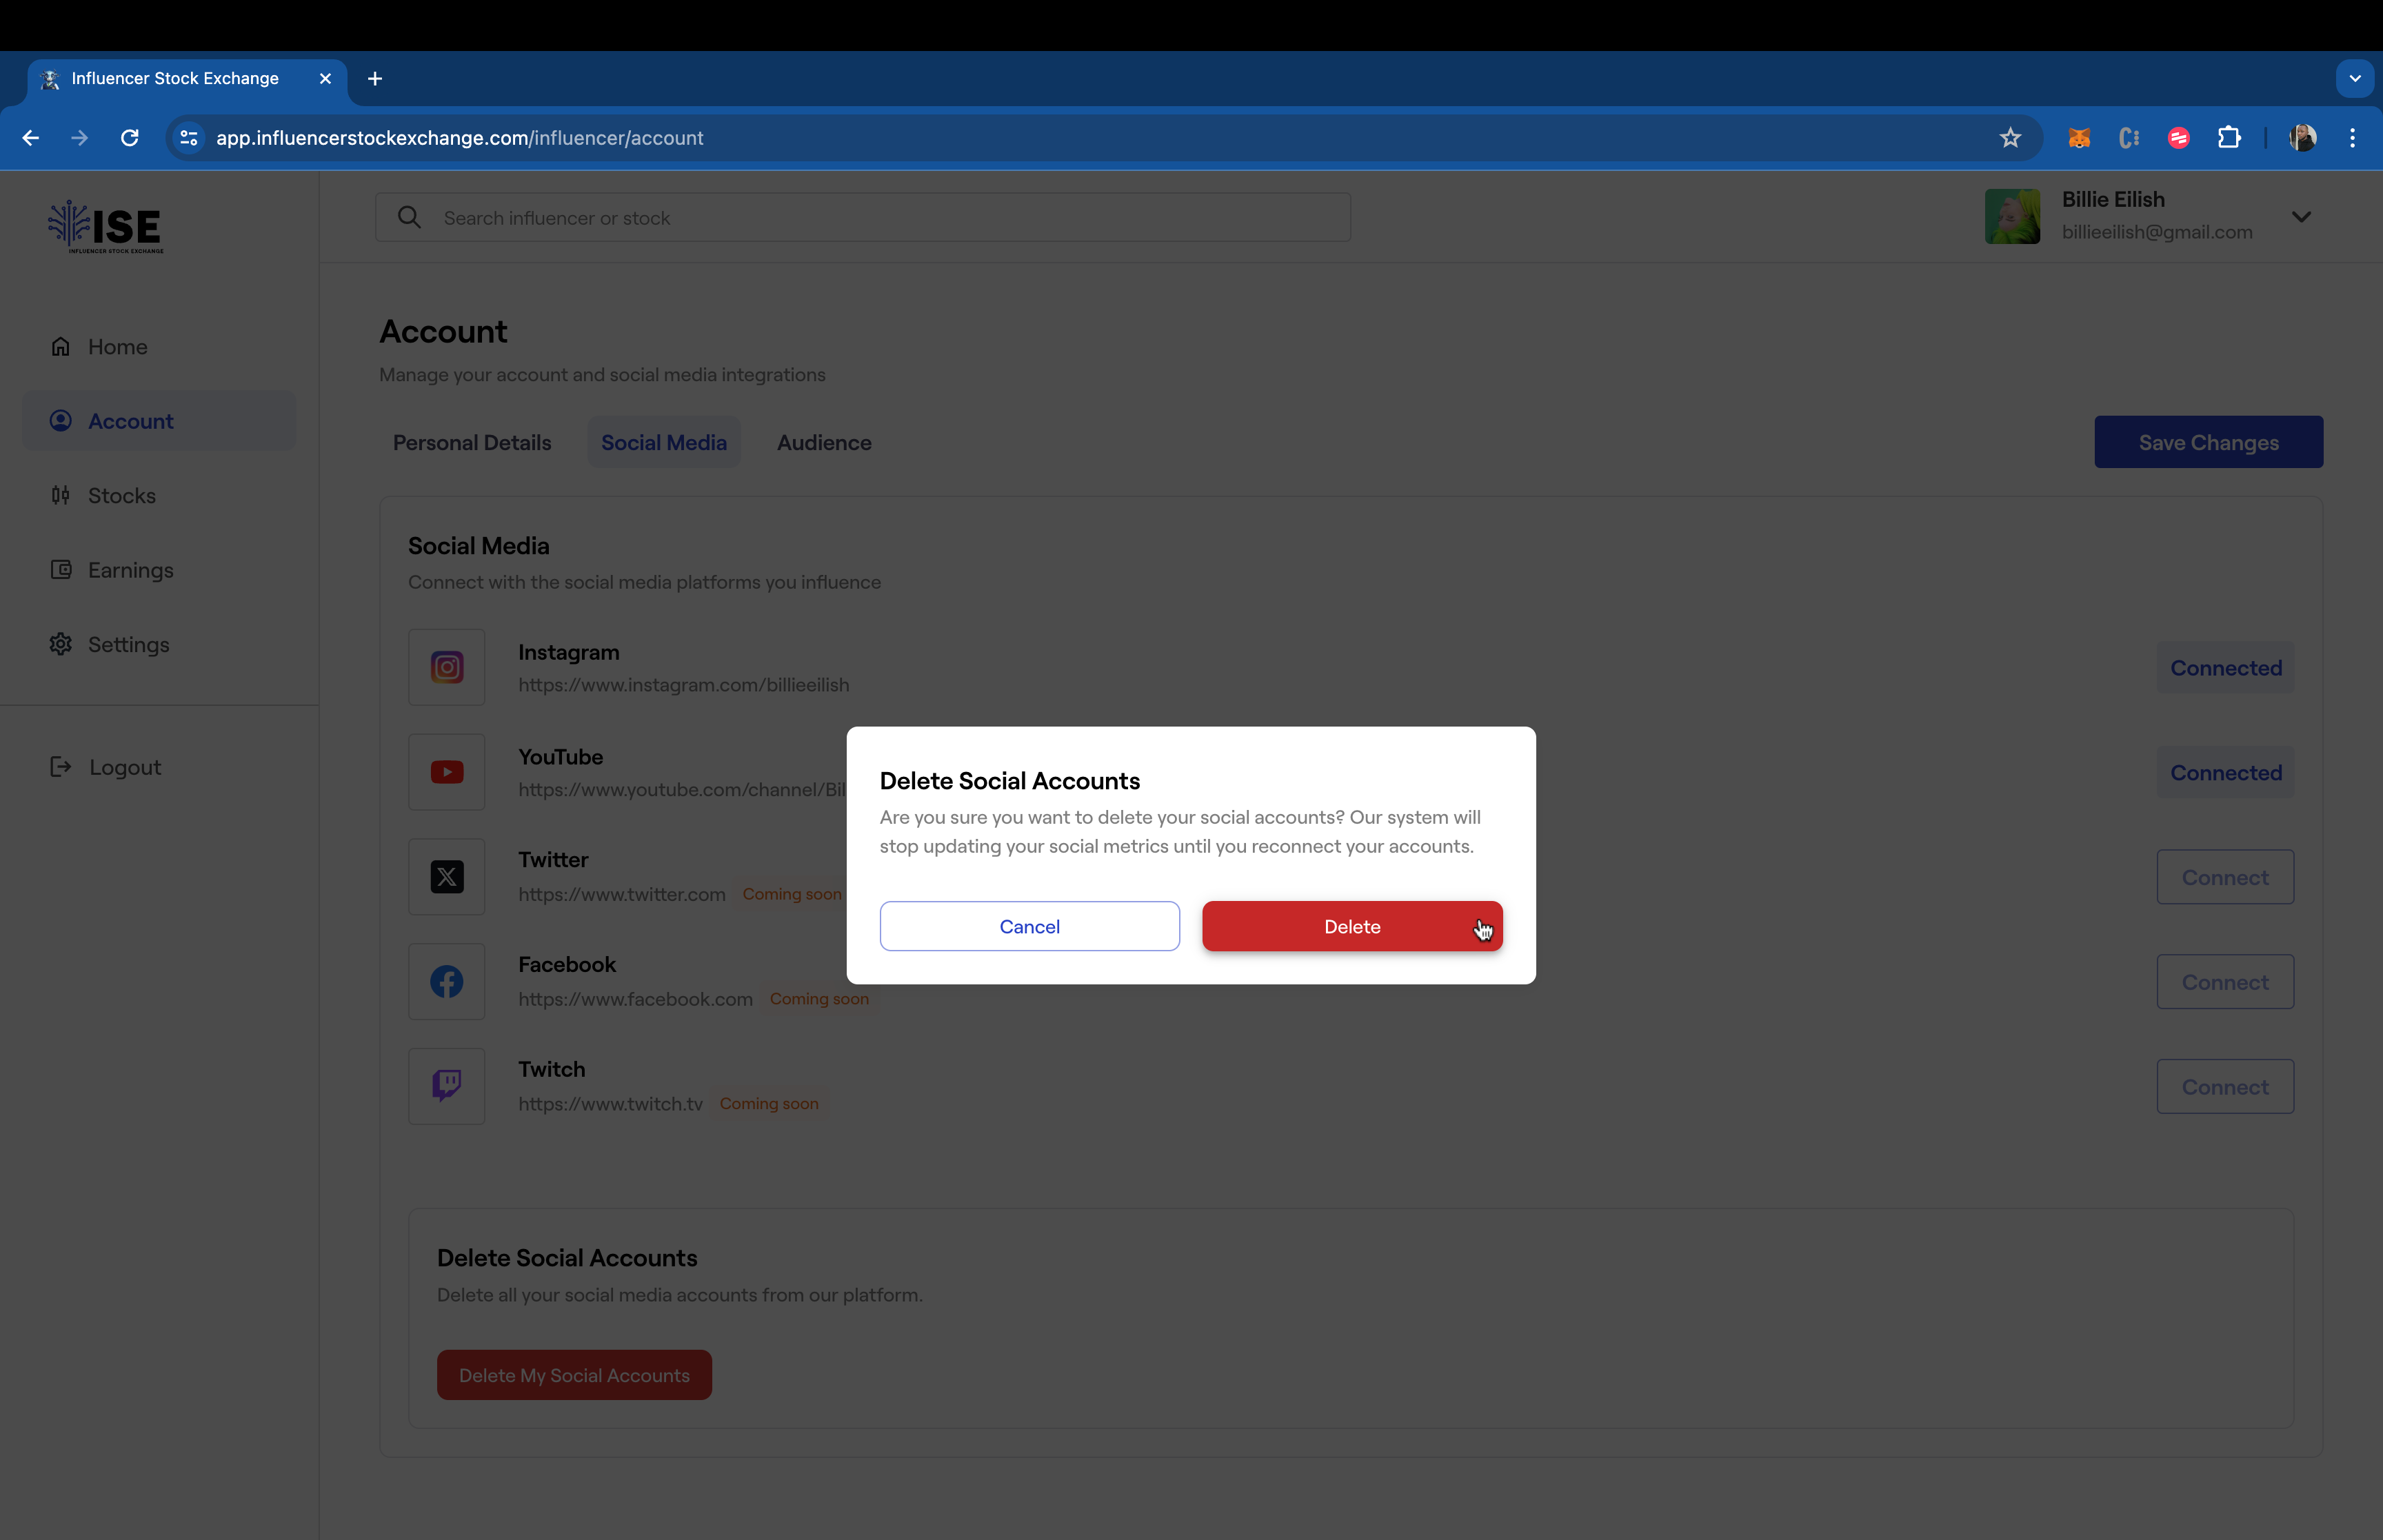 Influencer Stock Exchange
app.influencerstockexchange.com/influencer/account
ISE
INFLUENCER STOCK EXCHANGE
Search influencer or stock
Billie Eilish
billieeilish@gmail.com
Home
Account
Stocks
Earnings
Settings
Logout
Account
Manage your account and social media integrations
Personal Details
Social Media
Audience
Save Changes
Social Media
Connect with the social media platforms you influence
Instagram
https://www.instagram.com/billieeilish
Connected
YouTube
https://www.youtube.com/channel/Bil
Connected
Twitter
https://www.twitter.com Coming soon
Connect
Facebook
https://www.facebook.com Coming soon
Connect
Twitch
https://www.twitch.tv Coming soon
Connect
Delete Social Accounts
Are you sure you want to delete your social accounts? Our system will
stop updating your social metrics until you reconnect your accounts.
Cancel
Delete
Delete Social Accounts
Delete all your social media accounts from our platform.
Delete My Social Accounts